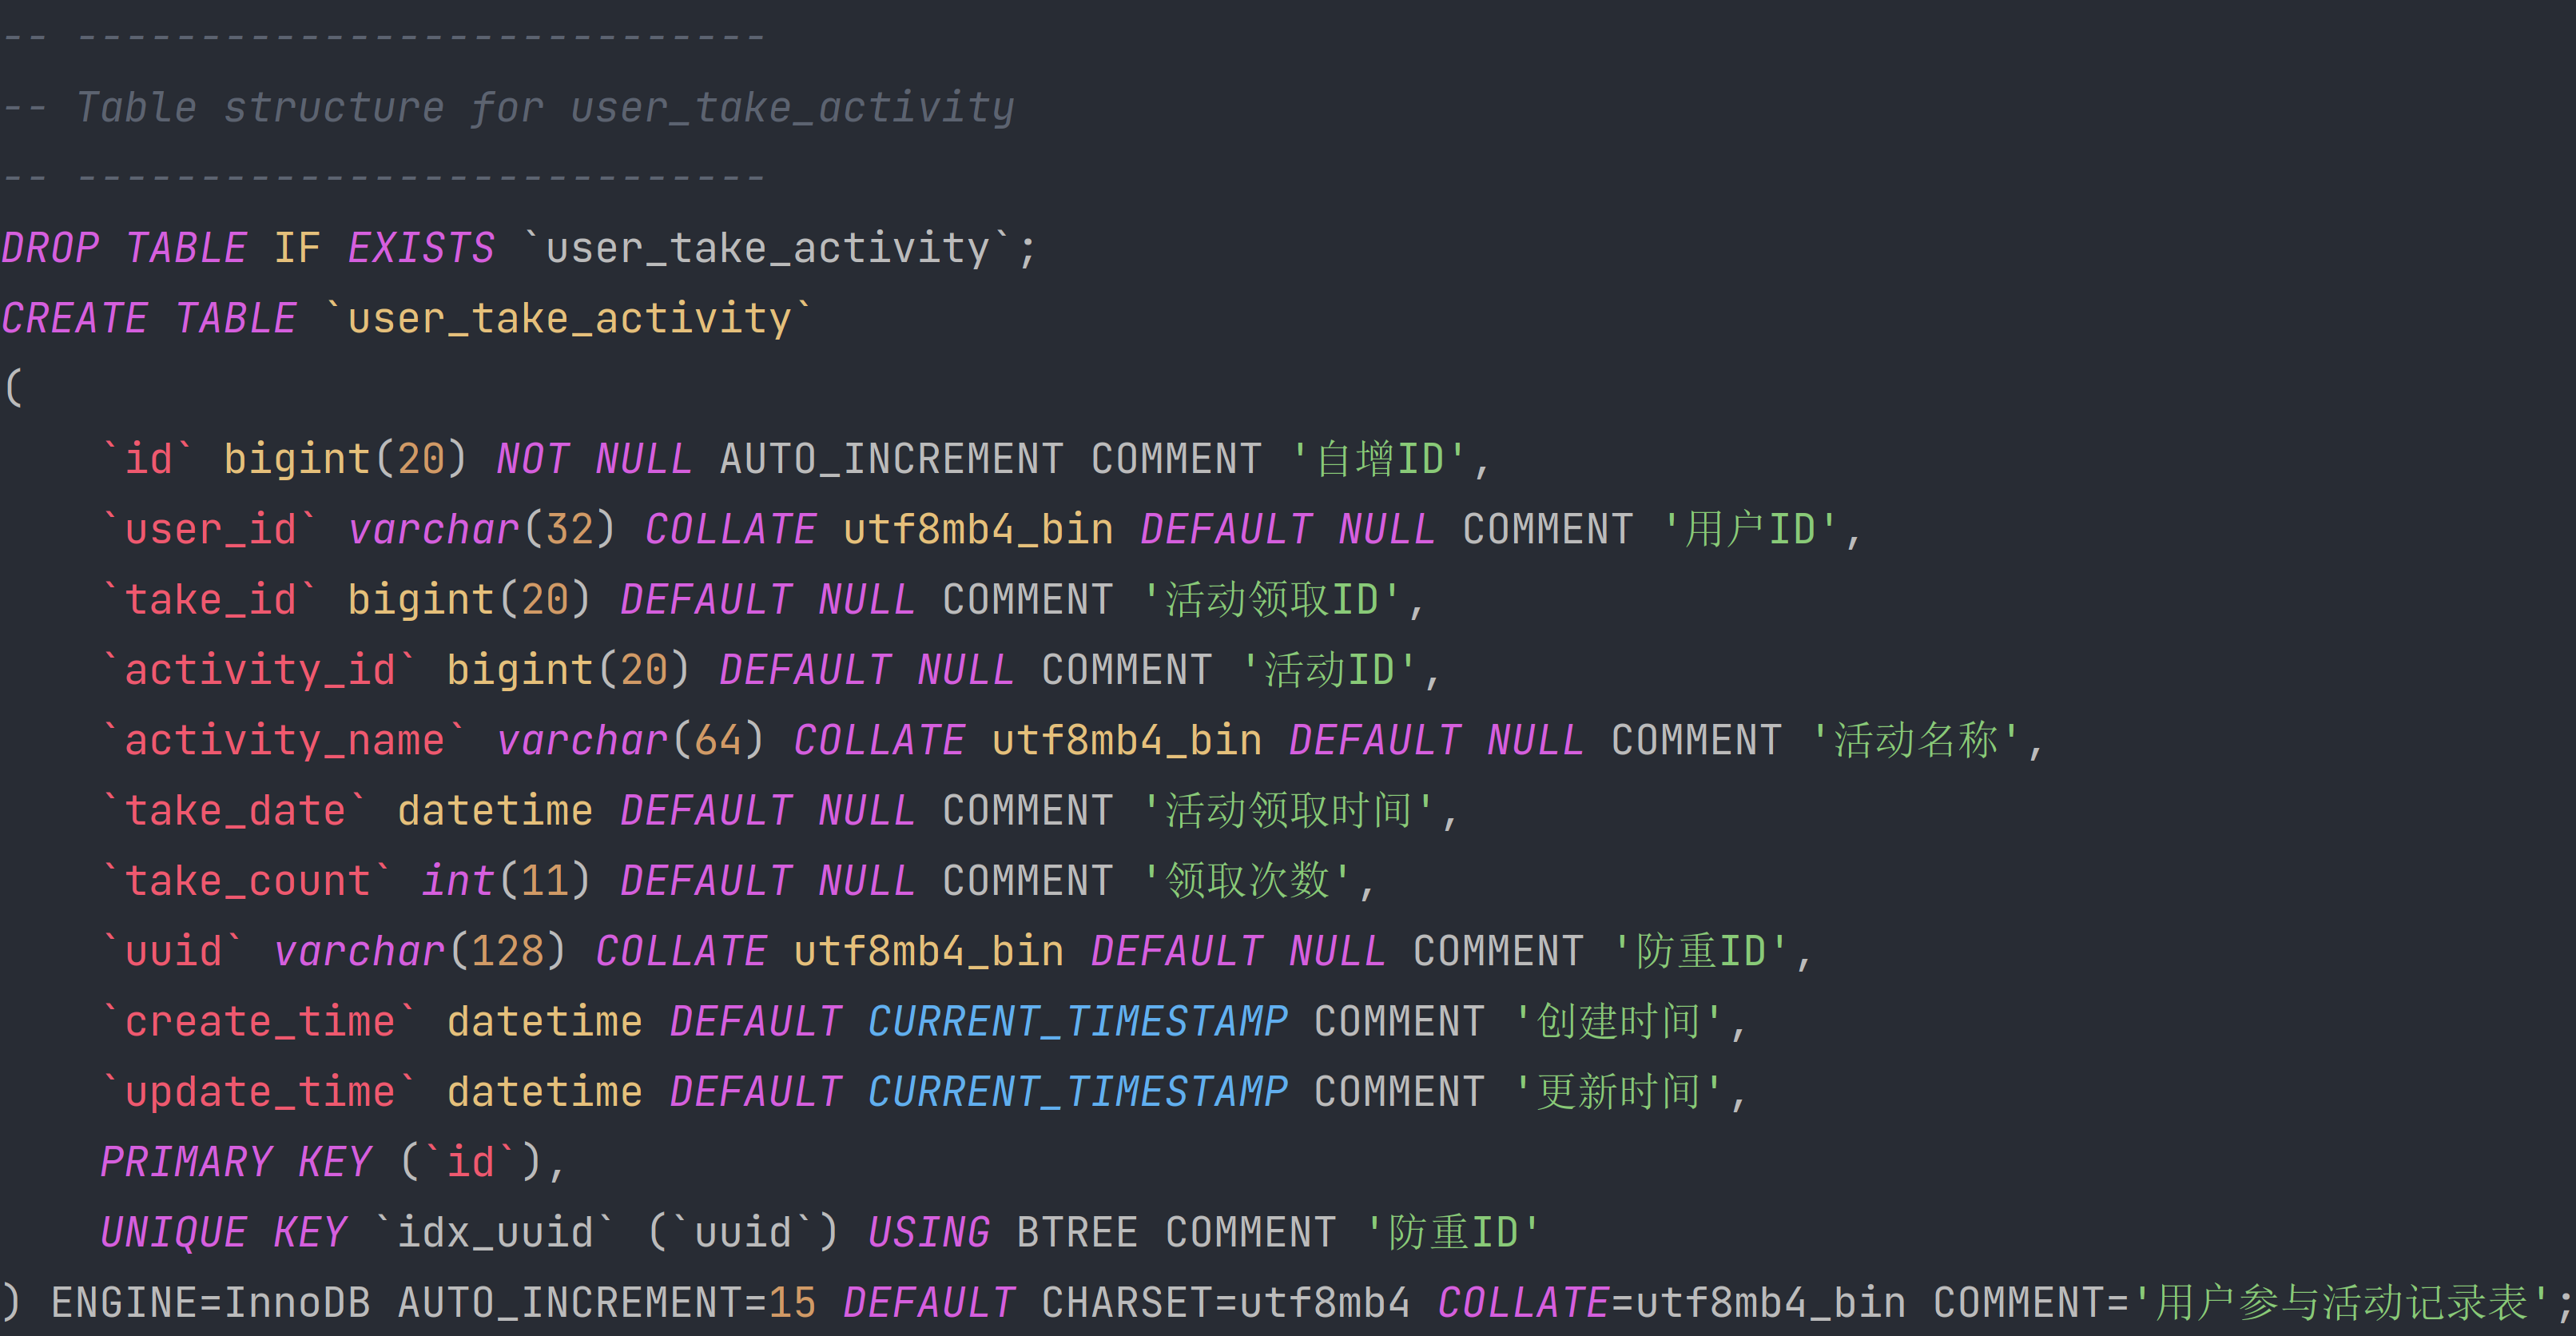 -- ----------------------------
-- Table structure for user_take_activity
-- ----------------------------
DROP TABLE IF EXISTS `user_take_activity`;
CREATE TABLE `user_take_activity`
(
    `id` bigint(20) NOT NULL AUTO_INCREMENT COMMENT '自增ID',
    `user_id` varchar(32) COLLATE utf8mb4_bin DEFAULT NULL COMMENT '用户ID',
    `take_id` bigint(20) DEFAULT NULL COMMENT '活动领取ID',
    `activity_id` bigint(20) DEFAULT NULL COMMENT '活动ID',
    `activity_name` varchar(64) COLLATE utf8mb4_bin DEFAULT NULL COMMENT '活动名称',
    `take_date` datetime DEFAULT NULL COMMENT '活动领取时间',
    `take_count` int(11) DEFAULT NULL COMMENT '领取次数',
    `uuid` varchar(128) COLLATE utf8mb4_bin DEFAULT NULL COMMENT '防重ID',
    `create_time` datetime DEFAULT CURRENT_TIMESTAMP COMMENT '创建时间',
    `update_time` datetime DEFAULT CURRENT_TIMESTAMP COMMENT '更新时间',
    PRIMARY KEY (`id`),
    UNIQUE KEY `idx_uuid` (`uuid`) USING BTREE COMMENT '防重ID'
) ENGINE=InnoDB AUTO_INCREMENT=15 DEFAULT CHARSET=utf8mb4 COLLATE=utf8mb4_bin COMMENT='用户参与活动记录表';